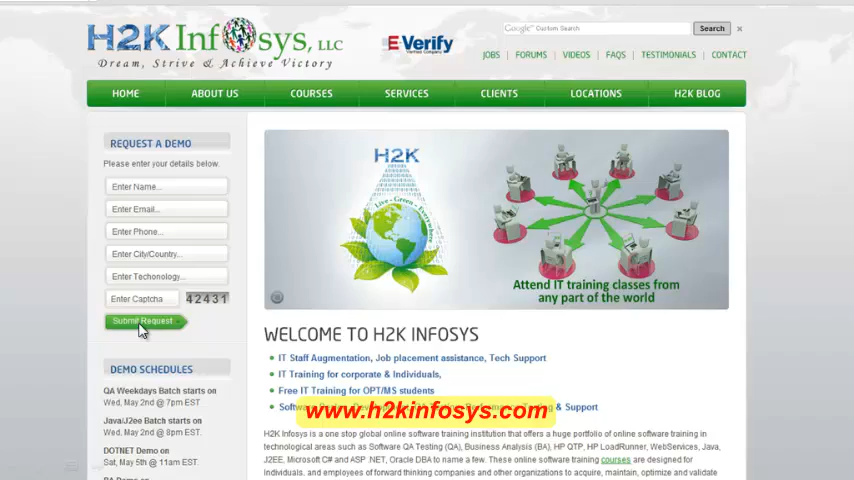 H2K Infosys, LLC
Dream, Strive & Achieve Victory
E-Verify
Google Custom Search
Search
JOBS FORUMS VIDEOS FAQS TESTIMONIALS CONTACT
HOME ABOUT US COURSES SERVICES CLIENTS LOCATIONS H2K BLOG
REQUEST A DEMO
Please enter your details below.
Enter Name...
Enter Email...
Enter Phone...
Enter City/Country...
Enter Techonology...
Enter Captcha 42431
Submit Request
DEMO SCHEDULES
QA Weekdays Batch starts on
Wed, May 2nd @ 7pm EST
Java/J2ee Batch starts on
Wed, May 2nd @ 8pm EST.
DOTNET Demo on
Sat, May 5th @ 11am EST.
H2K
Live - Green - Everywhere
Attend IT training classes from
any part of the world
WELCOME TO H2K INFOSYS
IT Staff Augmentation, Job placement assistance, Tech Support
IT Training for corporate & Individuals,
Free IT Training for OPT/MS students
& Support
www.h2kinfosys.com
H2K Infosys is a one stop global online software training institution that offers a huge portfolio of online software training in
technological areas such as Software QA Testing (QA), Business Analysis (BA), HP QTP, HP LoadRunner, WebServices, Java,
J2EE, Microsoft C# and ASP .NET, Oracle DBA to name a few. These online software training courses are designed for
individuals, and employees of forward thinking companies and other organizations to acquire, maintain, optimize and validate